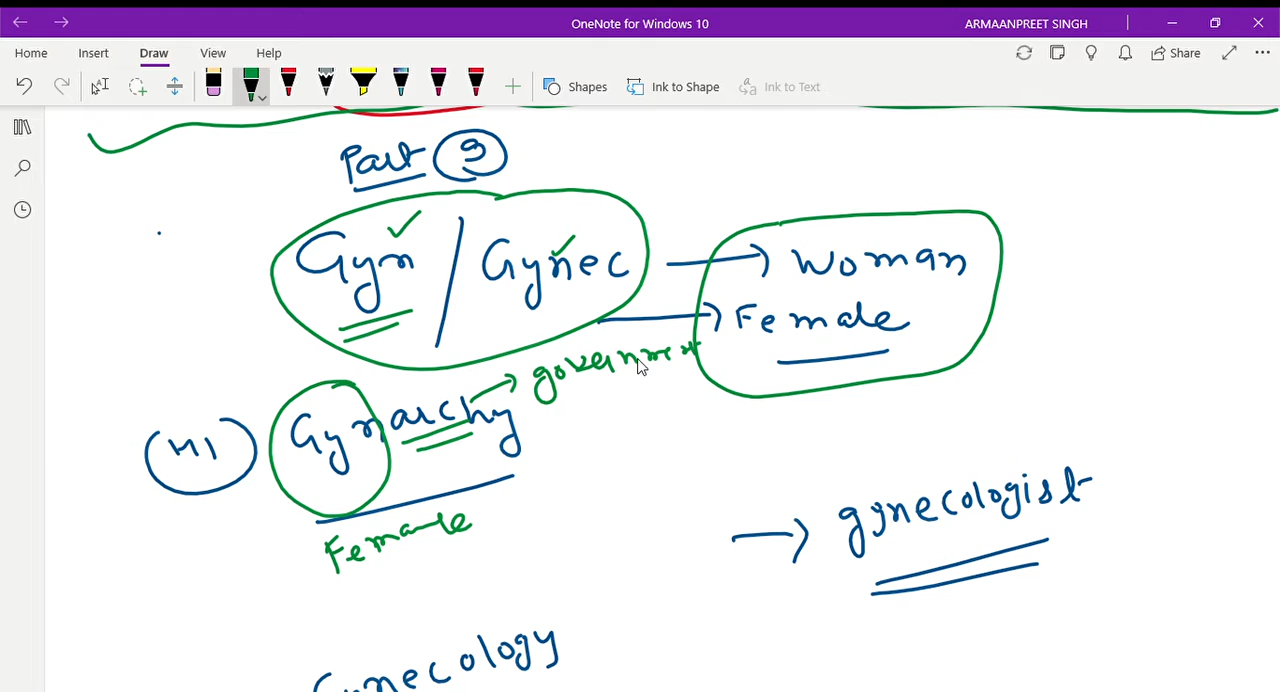 OneNote for Windows 10
ARMAANPREET SINGH
Home Insert Draw View Help
Share
Shapes Ink to Shape Ink to Text
Part 9
Gyn / Gynec → Woman
→ Female
government
(41) Gynarchy
Female
→ gynecologist
Gynecology